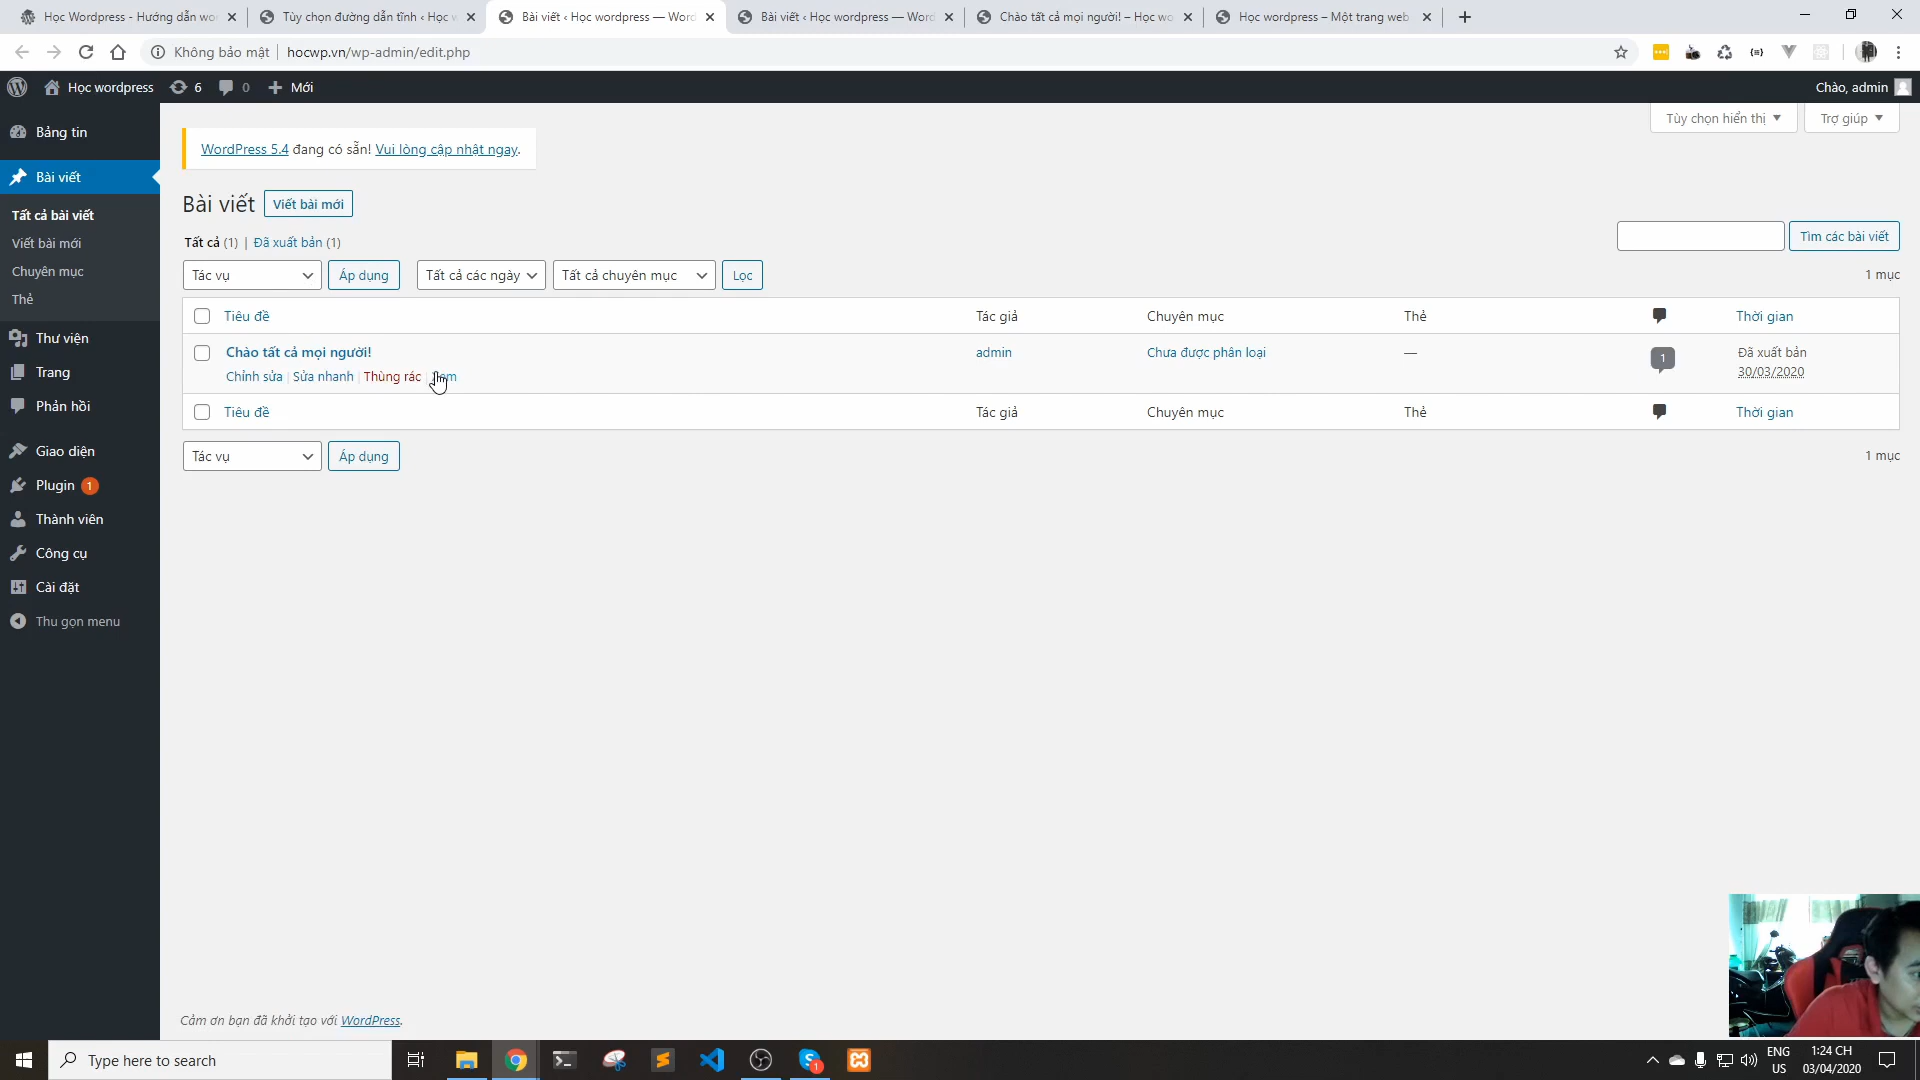 Học Wordpress - Hướng dẫn wor
Tùy chọn đường dẫn tĩnh ‹ Học w
Bài viết ‹ Học wordpress — Word
Bài viết ‹ Học wordpress — Word
Chào tất cả mọi người! – Học wo
Học wordpress – Một trang web
Không bảo mật
hocwp.vn/wp-admin/edit.php
Học wordpress
6
0
Mới
Chào, admin
Bảng tin
Bài viết
Tất cả bài viết
Viết bài mới
Chuyên mục
Thẻ
Thư viện
Trang
Phản hồi
Giao diện
Plugin 1
Thành viên
Công cụ
Cài đặt
Thu gọn menu
Tùy chọn hiển thị
Trợ giúp
WordPress 5.4 đang có sẵn! Vui lòng cập nhật ngay.
Bài viết
Viết bài mới
Tất cả (1) | Đã xuất bản (1)
Tìm các bài viết
Tác vụ
Áp dụng
Tất cả các ngày
Tất cả chuyên mục
Lọc
1 mục
Tiêu đề
Tác giả
Chuyên mục
Thẻ
Thời gian
Chào tất cả mọi người!
admin
Chưa được phân loại
—
1
Đã xuất bản
30/03/2020
Chỉnh sửa | Sửa nhanh | Thùng rác |
Tiêu đề
Tác giả
Chuyên mục
Thẻ
Thời gian
Tác vụ
Áp dụng
1 mục
Cảm ơn bạn đã khởi tạo với WordPress.
Type here to search
1
ENG
US
1:24 CH
03/04/2020